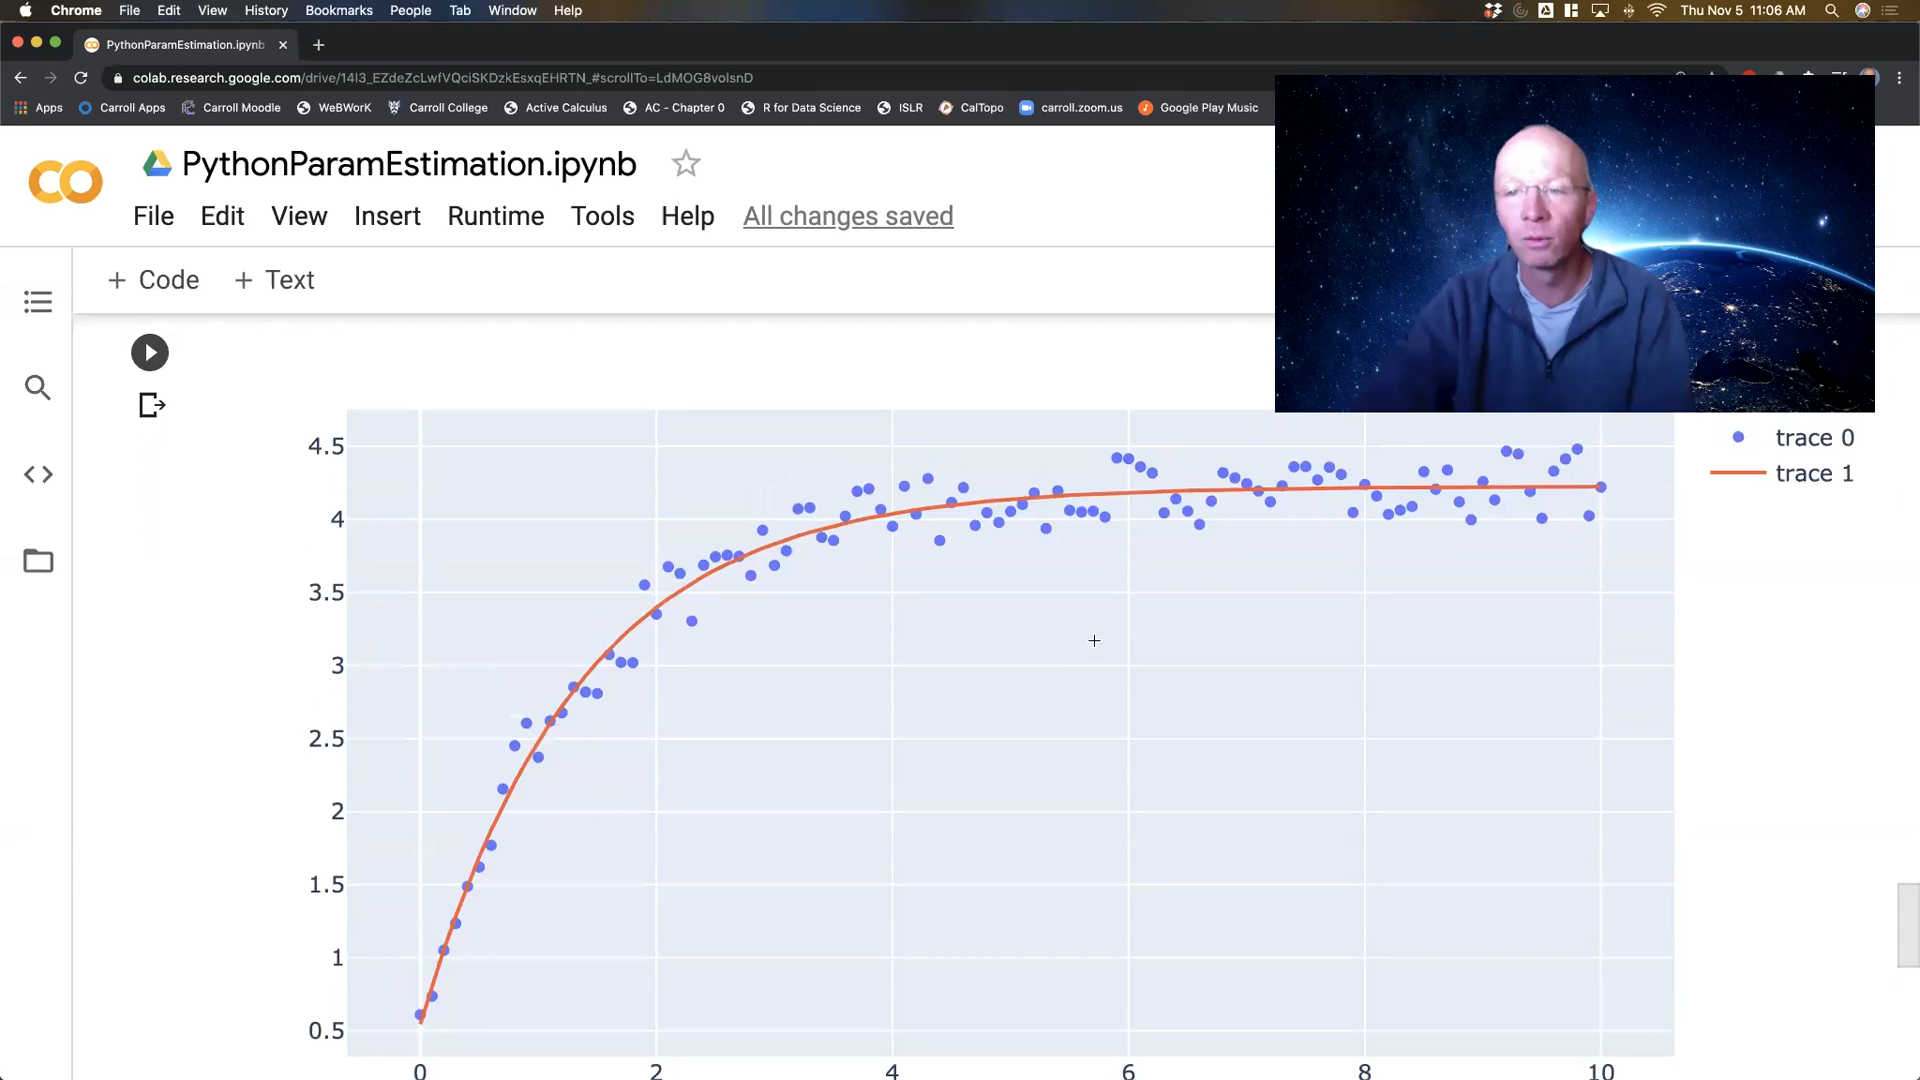 Chrome File Edit View History Bookmarks People Tab Window Help Thu Nov 5 11:06 AM
PythonParamEstimation.ipynb
colab.research.google.com/drive/14l3_EZdeZcLwfVQciSKDzkEsxqEHRTN_#scrollTo=LdMOG8volsnD
Apps Carroll Apps Carroll Moodle WeBWorK Carroll College Active Calculus AC - Chapter 0 R for Data Science ISLR CalTopo carroll.zoom.us Google Play Music
PythonParamEstimation.ipynb
File Edit View Insert Runtime Tools Help All changes saved
+ Code + Text
trace 0
trace 1
4.5
4
3.5
3
2.5
2
1.5
1
0.5
0 2 4 6 8 10